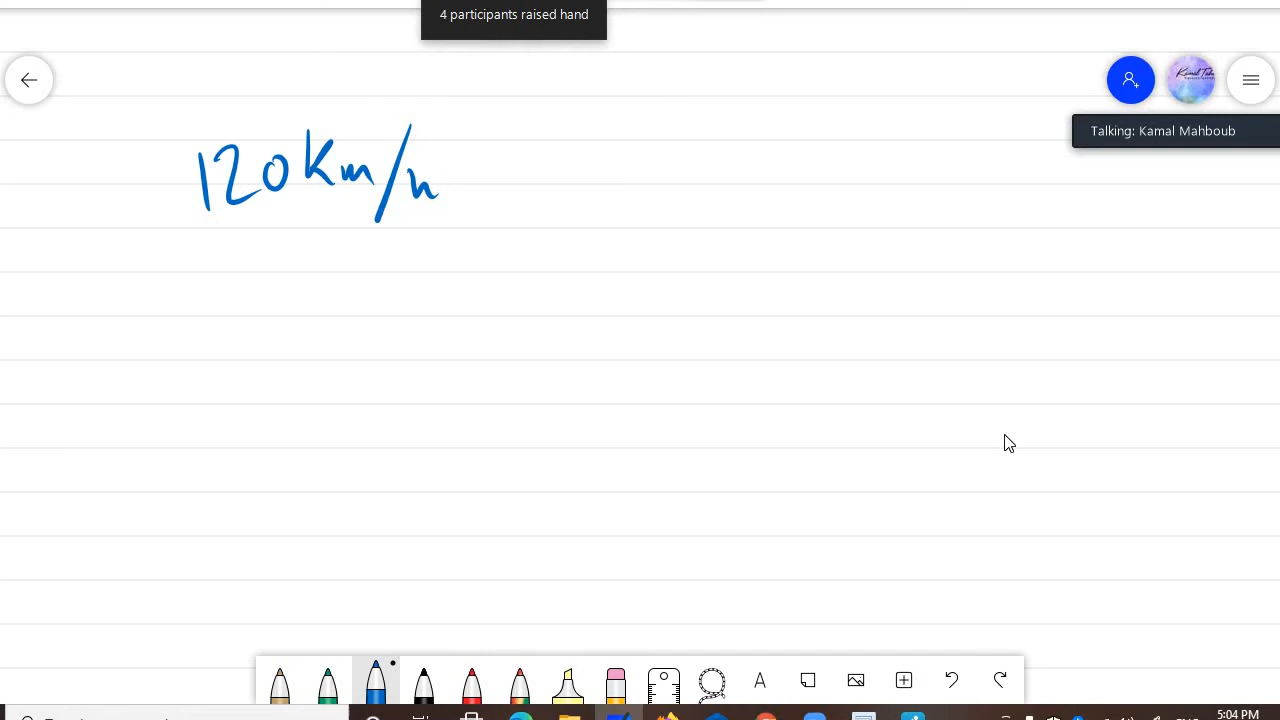 4 participants raised hand
Talking: Kamal Mahboub
120 Km/h
A
5:04 PM